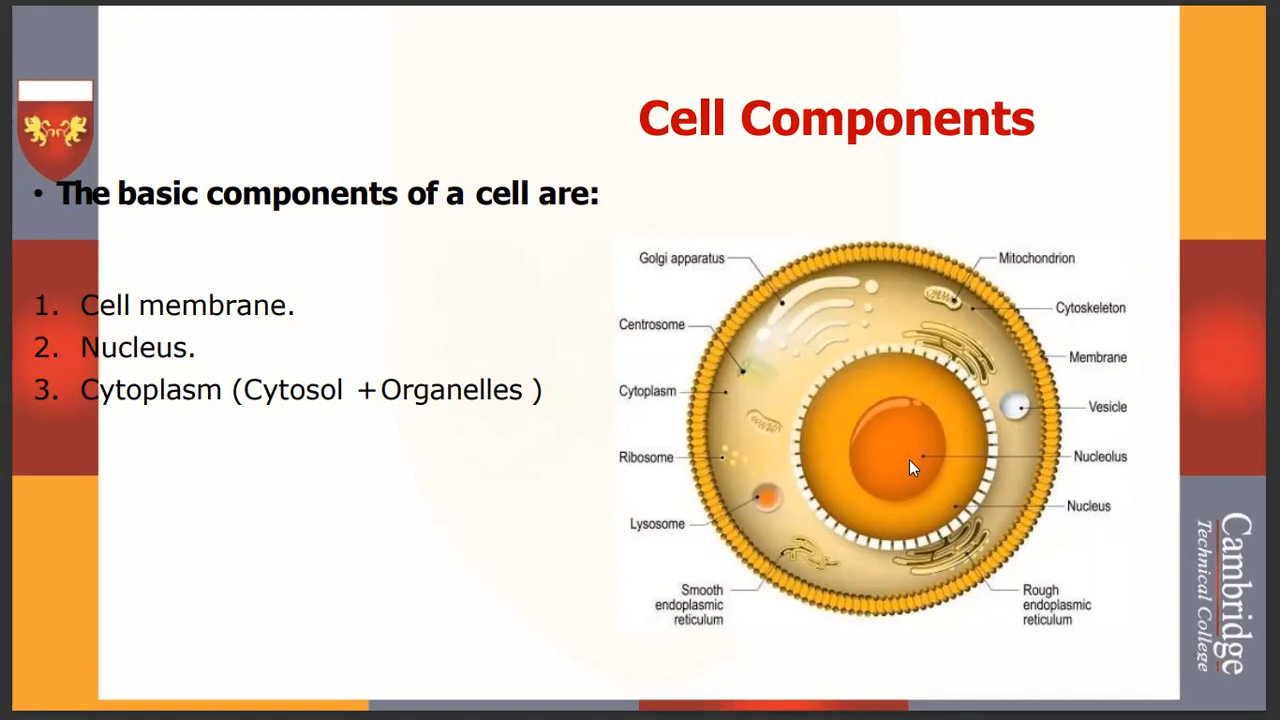 Cell Components
• The basic components of a cell are:
1. Cell membrane.
2. Nucleus.
3. Cytoplasm (Cytosol +Organelles )
Golgi apparatus
Centrosome
Cytoplasm
Ribosome
Lysosome
Smooth
endoplasmic
reticulum
Mitochondrion
Cytoskeleton
Membrane
Vesicle
Nucleolus
Nucleus
Rough
endoplasmic
reticulum
Cambridge
Technical College